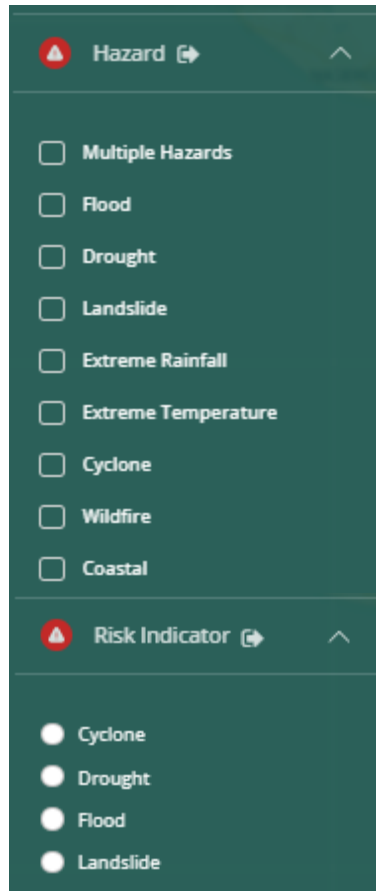 Hazard
Multiple Hazards
Flood
Drought
Landslide
Extreme Rainfall
Extreme Temperature
Cyclone
Wildfire
Coastal
Risk Indicator
Cyclone
Drought
Flood
Landslide